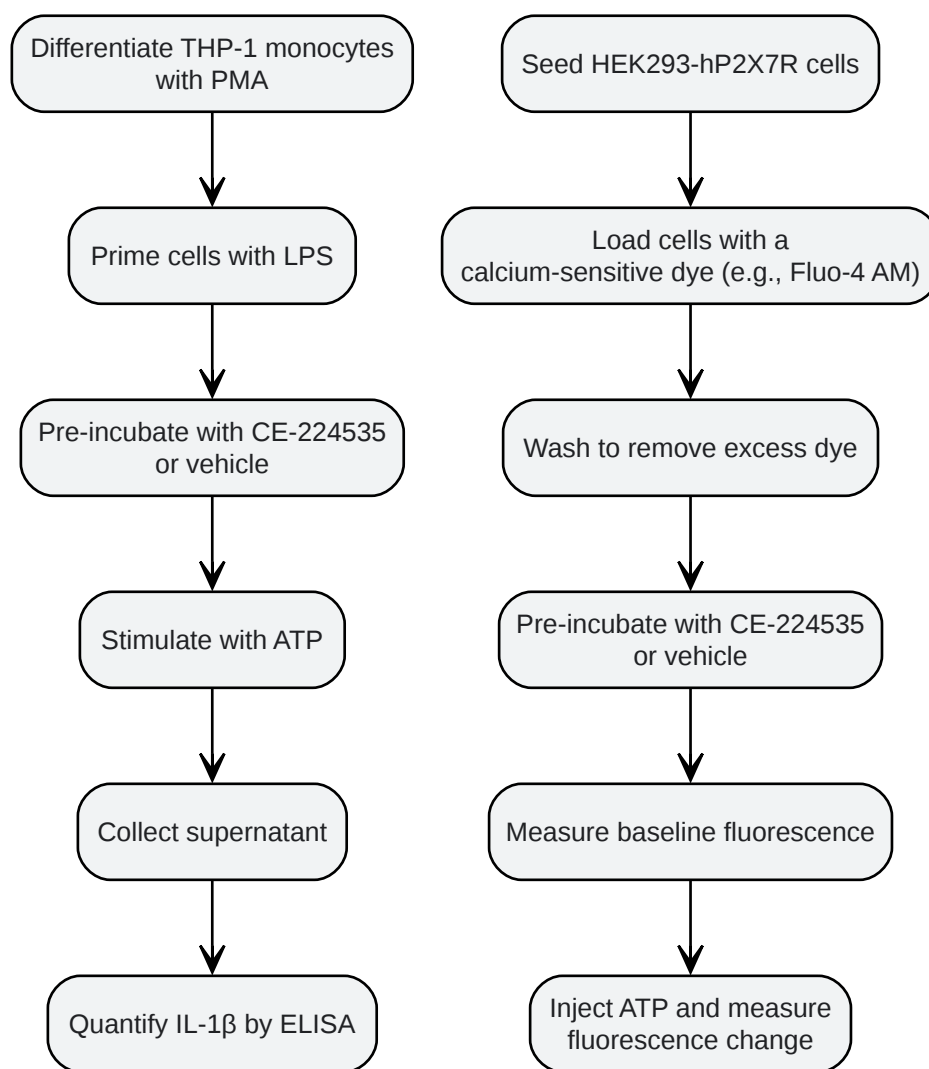 Differentiate THP-1 monocytes
with PMA
Prime cells with LPS
Pre-incubate with CE-224535
or vehicle
Stimulate with ATP
Collect supernatant
Quantify IL-1β by ELISA
Seed HEK293-hP2X7R cells
Load cells with a
calcium-sensitive dye (e.g., Fluo-4 AM)
Wash to remove excess dye
Pre-incubate with CE-224535
or vehicle
Measure baseline fluorescence
Inject ATP and measure
fluorescence change